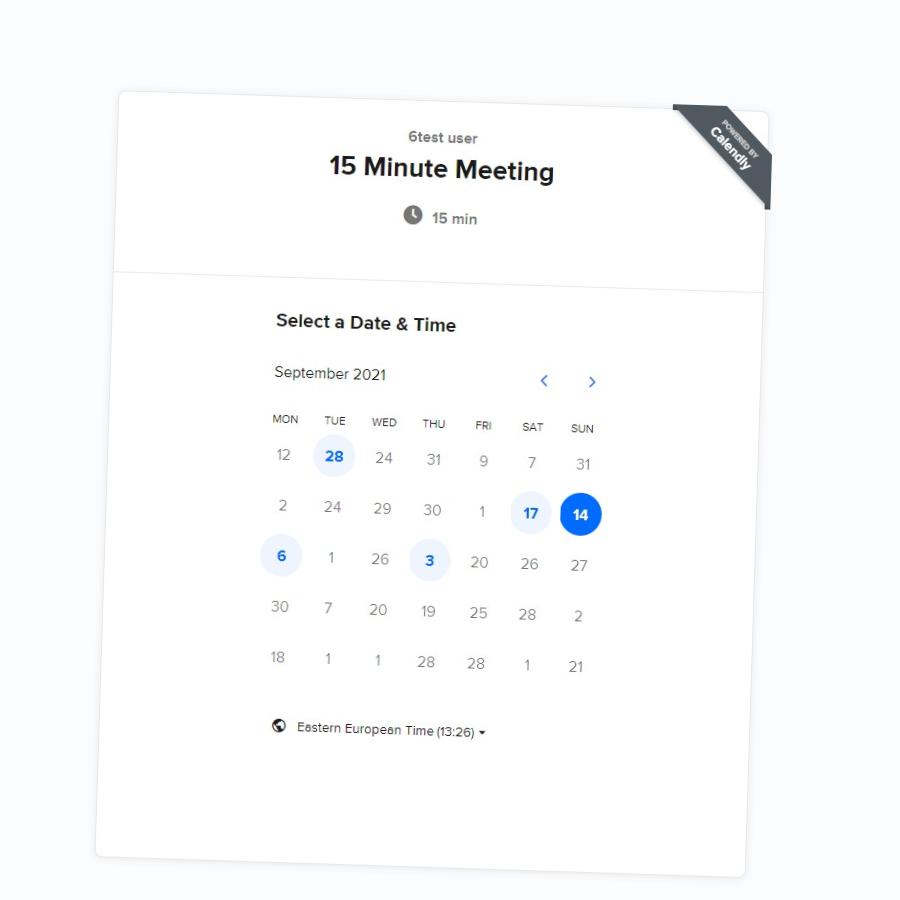 POWERED BY
Calendly
6test user
15 Minute Meeting
15 min
Select a Date & Time
September 2021
MON TUE WED THU FRI SAT SUN
12 28 24 31 9 7 31
2 24 29 30 1 17 14
6 1 26 3 20 26 27
30 7 20 19 25 28 2
18 1 1 28 28 1 21
Eastern European Time (13:26)